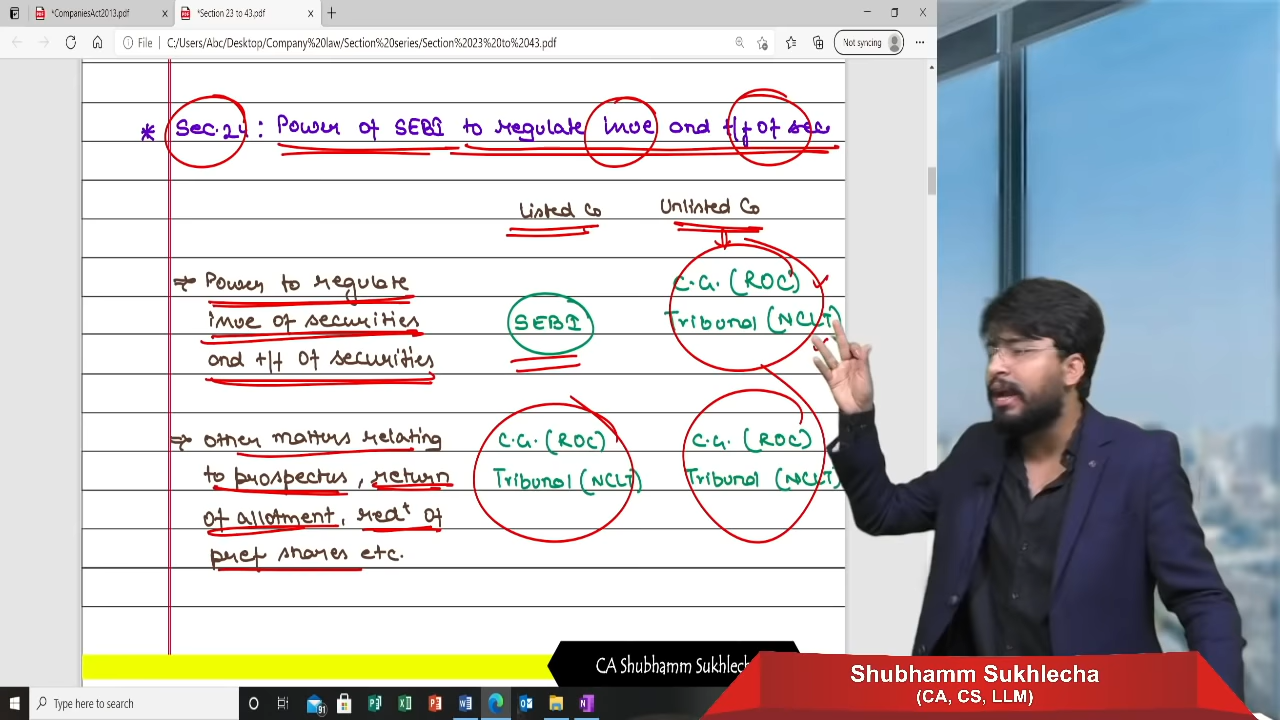 *CompaniesAct2013.pdf
*Section 23 to 43.pdf
File
C:/Users/Abc/Desktop/Company%20law/Section%20series/Section%2023%20to%2043.pdf
Not syncing
* Sec.24 : Power of SEBI to regulate issue and t/f of sec
Listed Co
Unlisted Co
⇒ Power to regulate
issue of securities
and t/f of securities
SEBI
C.G. (ROC)
Tribunal (NCLT)
⇒ other matters relating
to prospectus, return
of allotment, redt of
pref shares etc.
C.G. (ROC)
Tribunal (NCLT)
C.G. (ROC)
Tribunal (NCLT)
CA Shubhamm Sukhlech
Shubhamm Sukhlecha
(CA, CS, LLM)
Type here to search
91